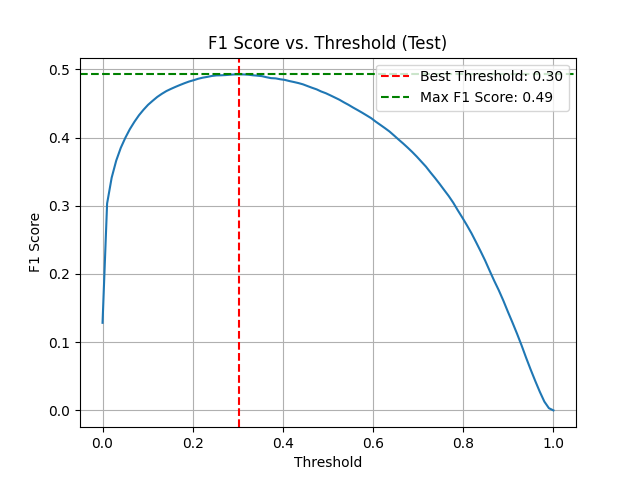 F1 Score vs. Threshold (Test)
Best Threshold: 0.30
Max F1 Score: 0.49
F1 Score
0.5
0.4
0.3
0.2
0.1
0.0
0.0 0.2 0.4 0.6 0.8 1.0
Threshold